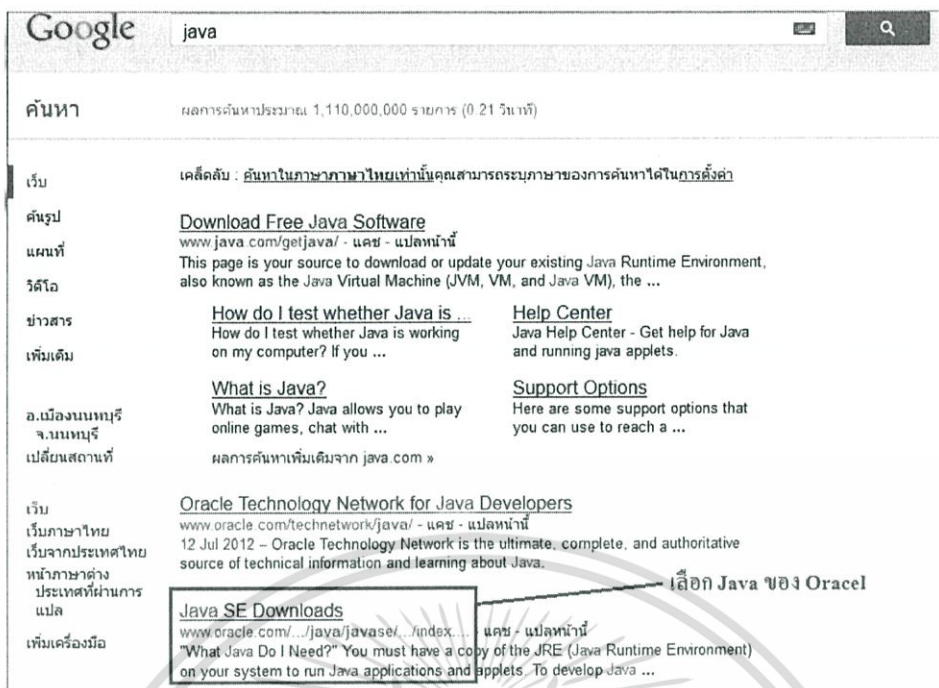 Google
java
ค้นหา
ผลการค้นหาประมาณ 1,110,000,000 รายการ (0.21 วินาที)
เว็บ
ค้นรูป
แผนที่
วิดีโอ
ข่าวสาร
เพิ่มเติม
อ.เมืองนนทบุรี
จ.นนทบุรี
เปลี่ยนสถานที่
เว็บ
เว็บภาษาไทย
เว็บจากประเทศไทย
หน้าภาษาต่าง
ประเทศที่ผ่านการ
แปล
เพิ่มเครื่องมือ
เคล็ดลับ : ค้นหาในภาษาภาษาไทยเท่านั้นคุณสามารถระบุภาษาของการค้นหาได้ในการตั้งค่า
Download Free Java Software
www.java.com/getjava/ - แคช - แปลหน้านี้
This page is your source to download or update your existing Java Runtime Environment,
also known as the Java Virtual Machine (JVM, VM, and Java VM), the ...
How do I test whether Java is ...
How do I test whether Java is working
on my computer? If you ...
Help Center
Java Help Center - Get help for Java
and running java applets.
What is Java?
What is Java? Java allows you to play
online games, chat with ...
Support Options
Here are some support options that
you can use to reach a ...
ผลการค้นหาเพิ่มเติมจาก java.com »
Oracle Technology Network for Java Developers
www.oracle.com/technetwork/java/ - แคช - แปลหน้านี้
12 Jul 2012 – Oracle Technology Network is the ultimate, complete, and authoritative
source of technical information and learning about Java.
เลือก Java ของ Oracel
Java SE Downloads
www.oracle.com/.../java/javase/.../index.... - แคช - แปลหน้านี้
"What Java Do I Need?" You must have a copy of the JRE (Java Runtime Environment)
on your system to run Java applications and applets. To develop Java ...